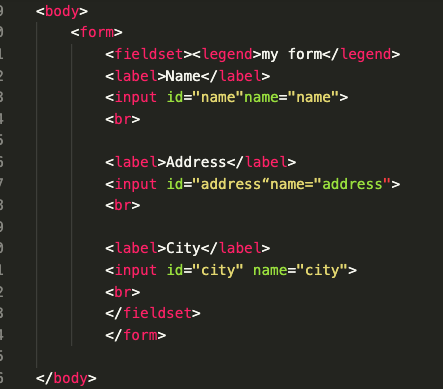 <body>
<form>
<fieldset><legend>my form</legend>
<label>Name</label>
<input id="name"name="name">
<br>
<label>Address</label>
<input id="address“name="address">
<br>
<label>City</label>
<input id="city" name="city">
<br>
</fieldset>
</form>
</body>